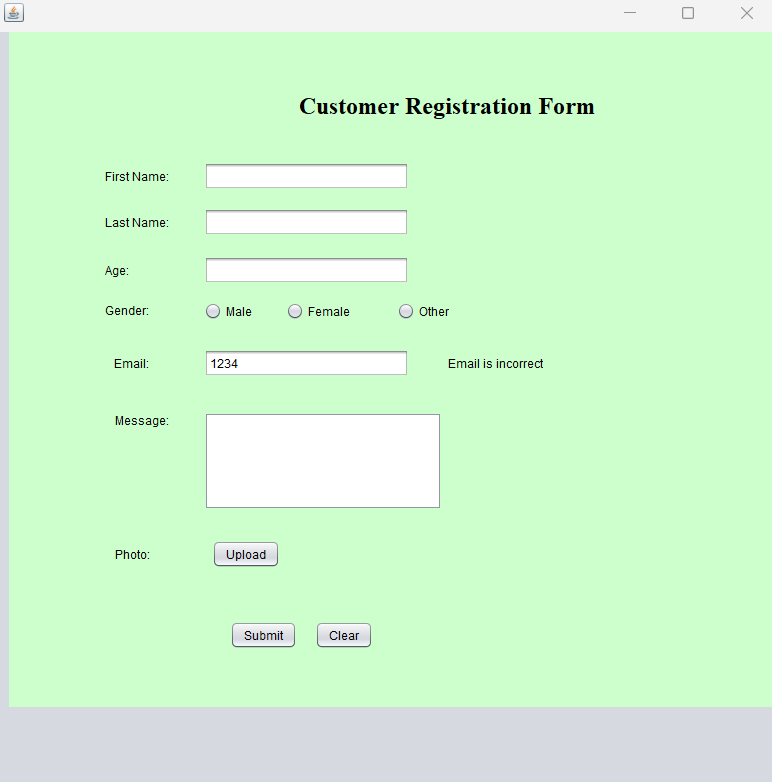 Customer Registration Form
First Name:
Last Name:
Age:
Gender: Male Female Other
Email: 1234 Email is incorrect
Message:
Photo: Upload
Submit Clear